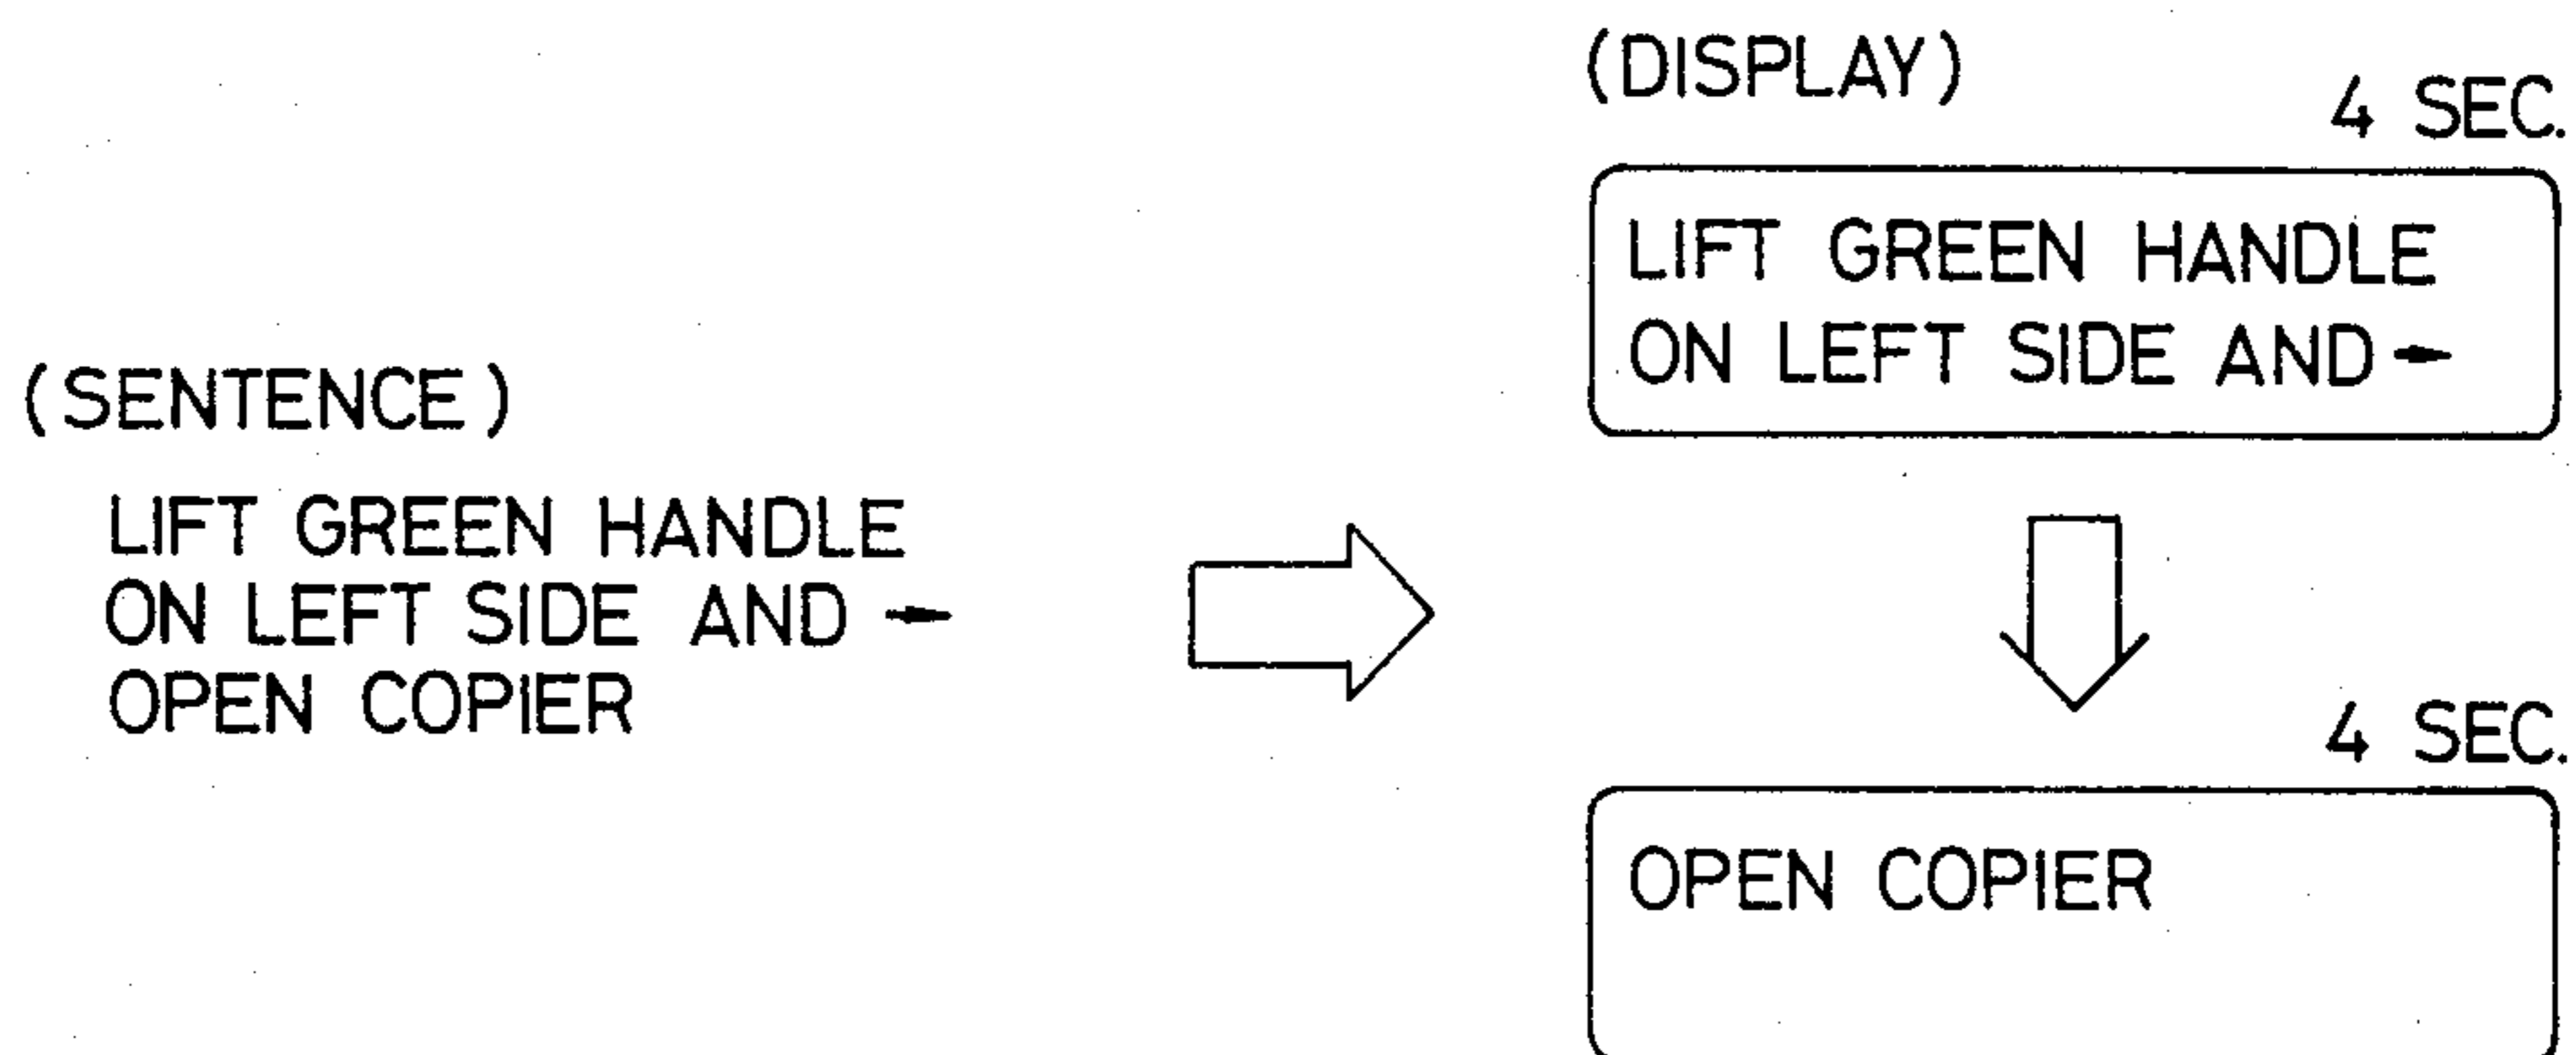 (SENTENCE)
LIFT GREEN HANDLE
ON LEFT SIDE AND →
OPEN COPIER
(DISPLAY)
4 SEC.
LIFT GREEN HANDLE
ON LEFT SIDE AND →
4 SEC.
OPEN COPIER